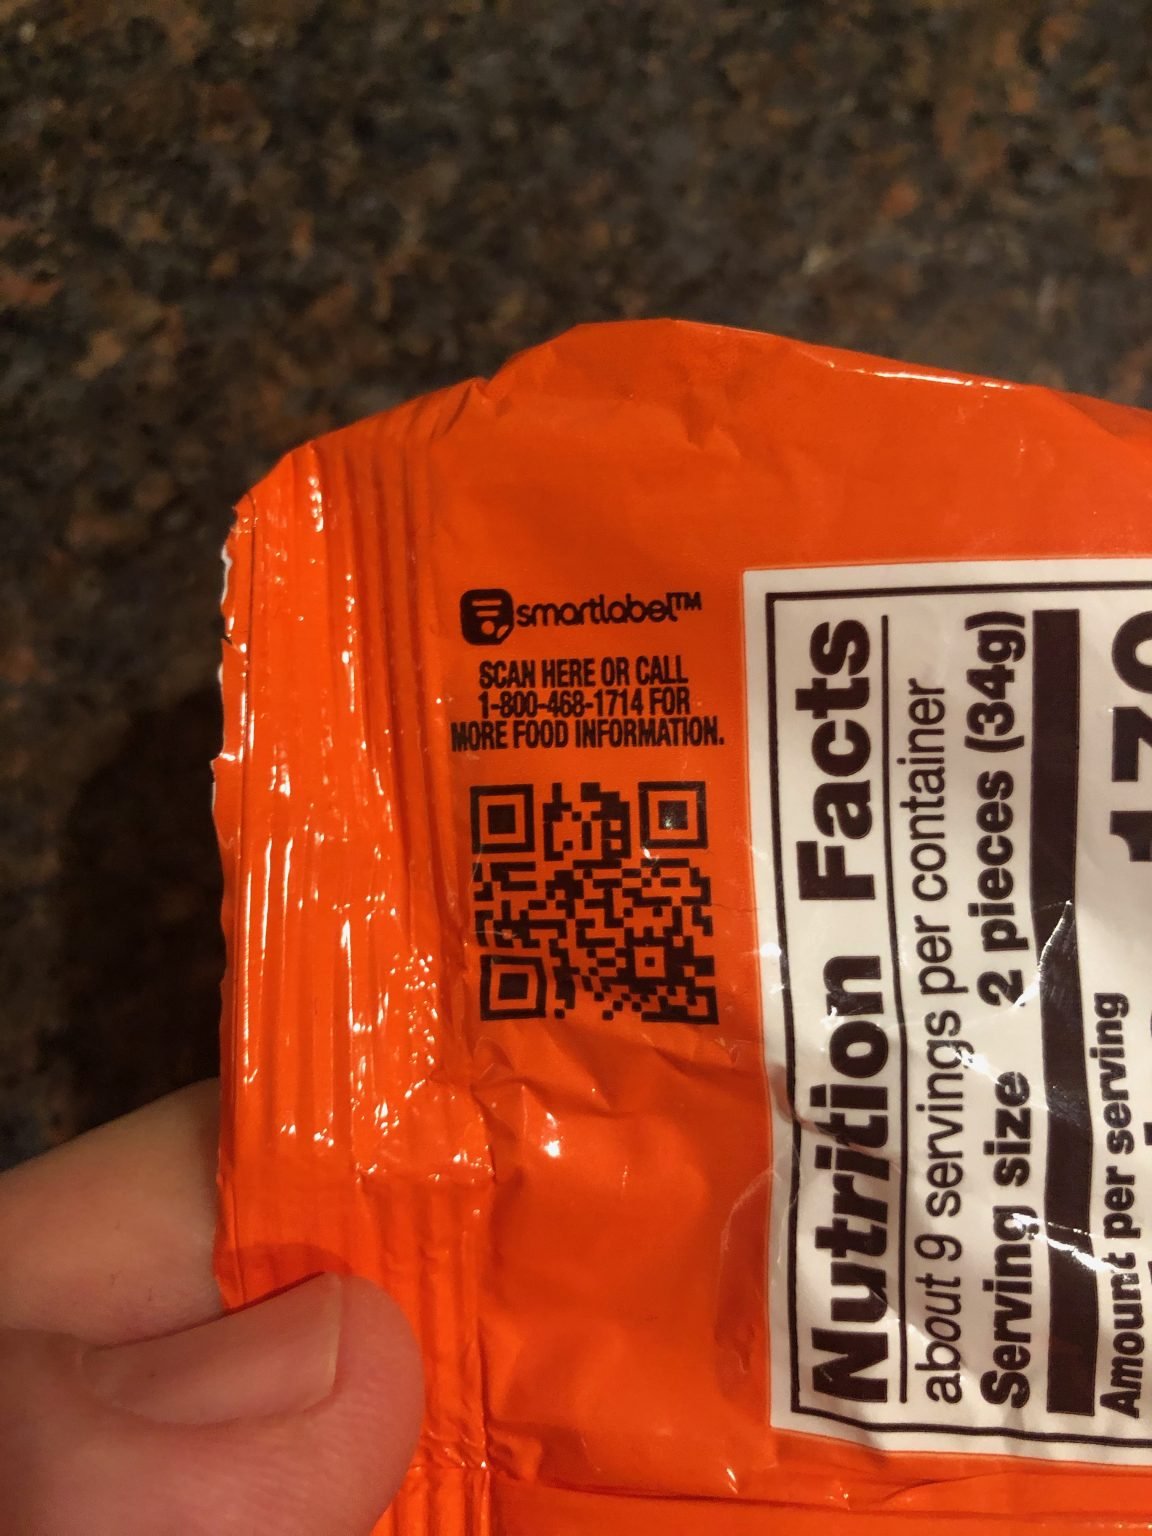 smartlabel™
SCAN HERE OR CALL
1-800-468-1714 FOR
MORE FOOD INFORMATION.
Nutrition Facts
about 9 servings per container
Serving size 2 pieces (34g)
Amount per serving